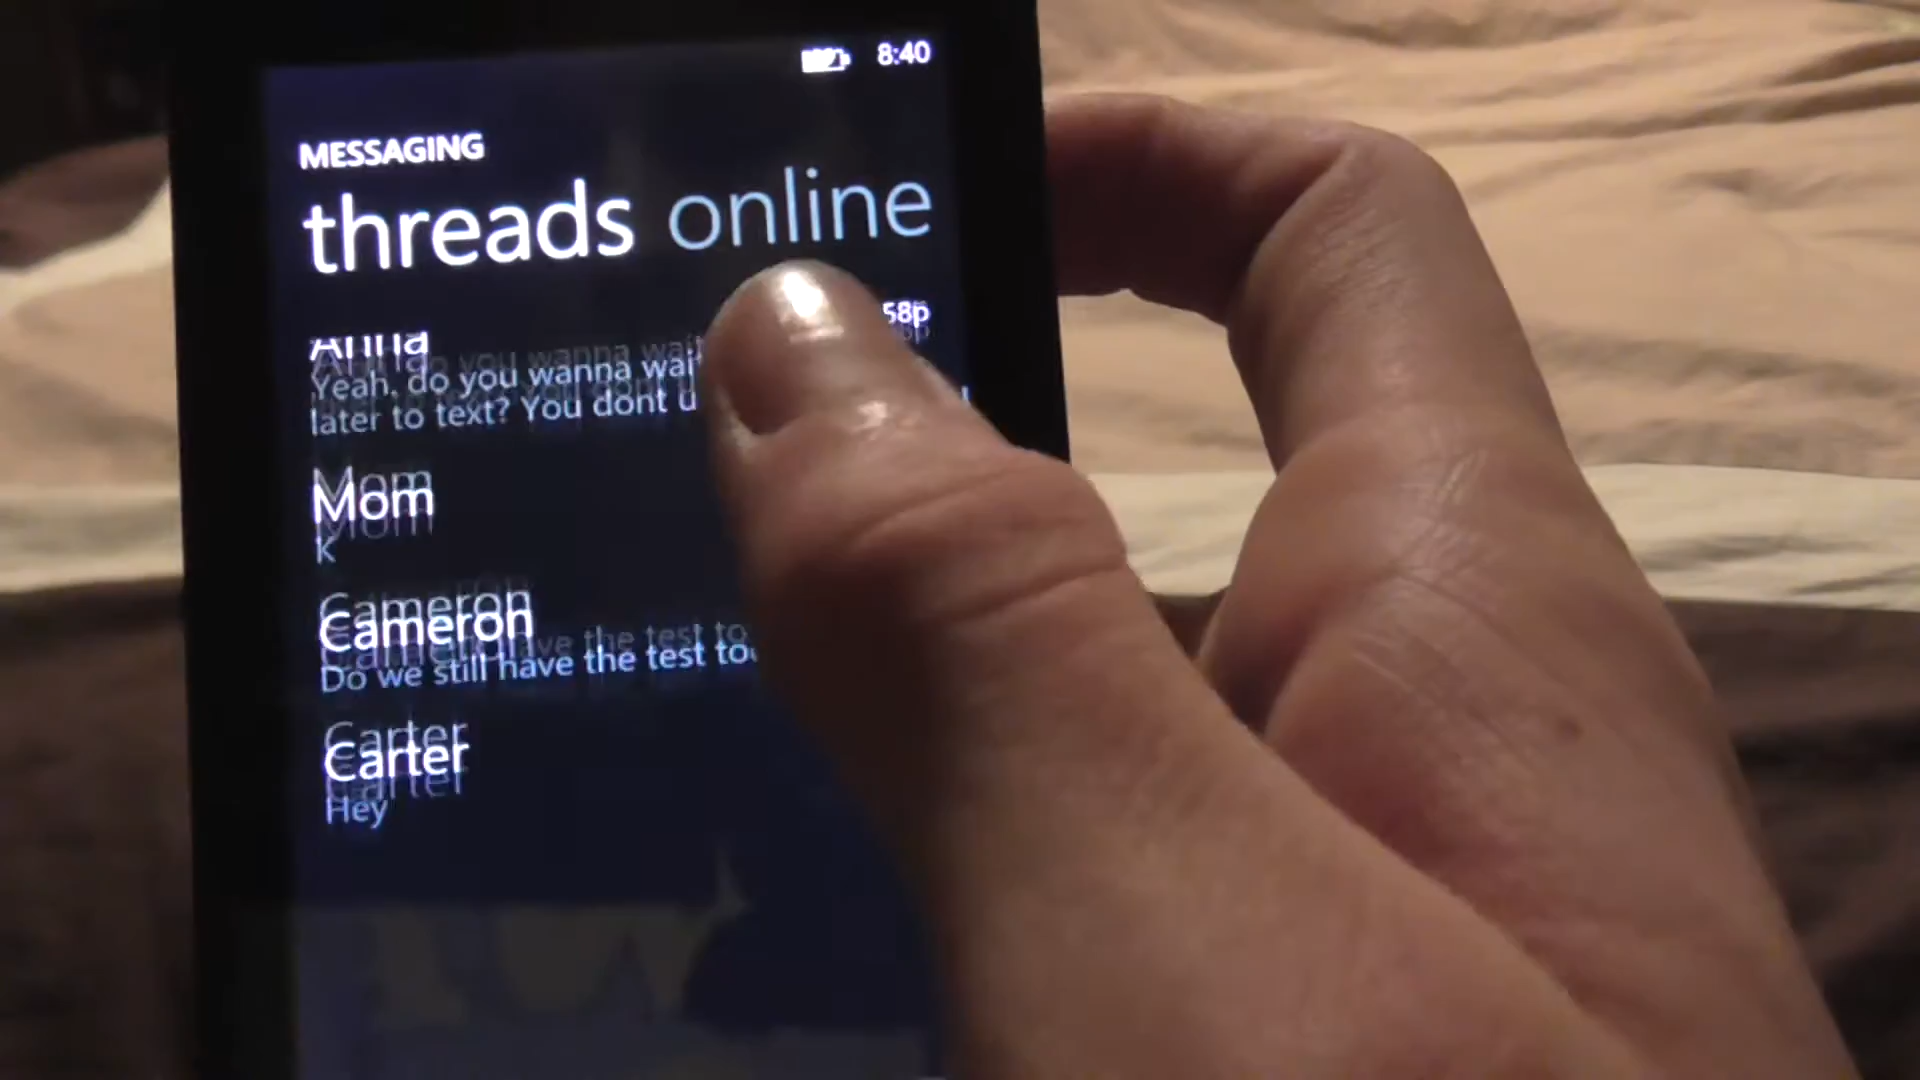 8:40
MESSAGING
threads online
Anna
58p
Yeah, do you wanna wai
later to text? You dont u
Mom
k
Cameron
Do we still have the test to
Carter
Hey